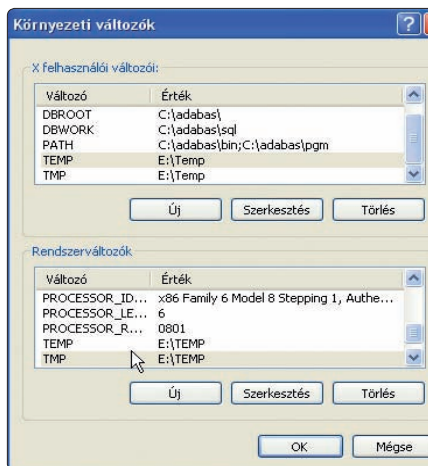 Környezeti változók
X felhasználói változói:
Változó Érték
DBROOT C:\adabas\
DBWORK C:\adabas\sql
PATH C:\adabas\bin;C:\adabas\pgm
TEMP E:\Temp
TMP E:\Temp
Új Szerkesztés Törlés
Rendszerváltozók
Változó Érték
PROCESSOR_ID... x86 Family 6 Model 8 Stepping 1, Authe...
PROCESSOR_LE... 6
PROCESSOR_R... 0801
TEMP E:\TEMP
TMP E:\TEMP
Új Szerkesztés Törlés
OK Mégse